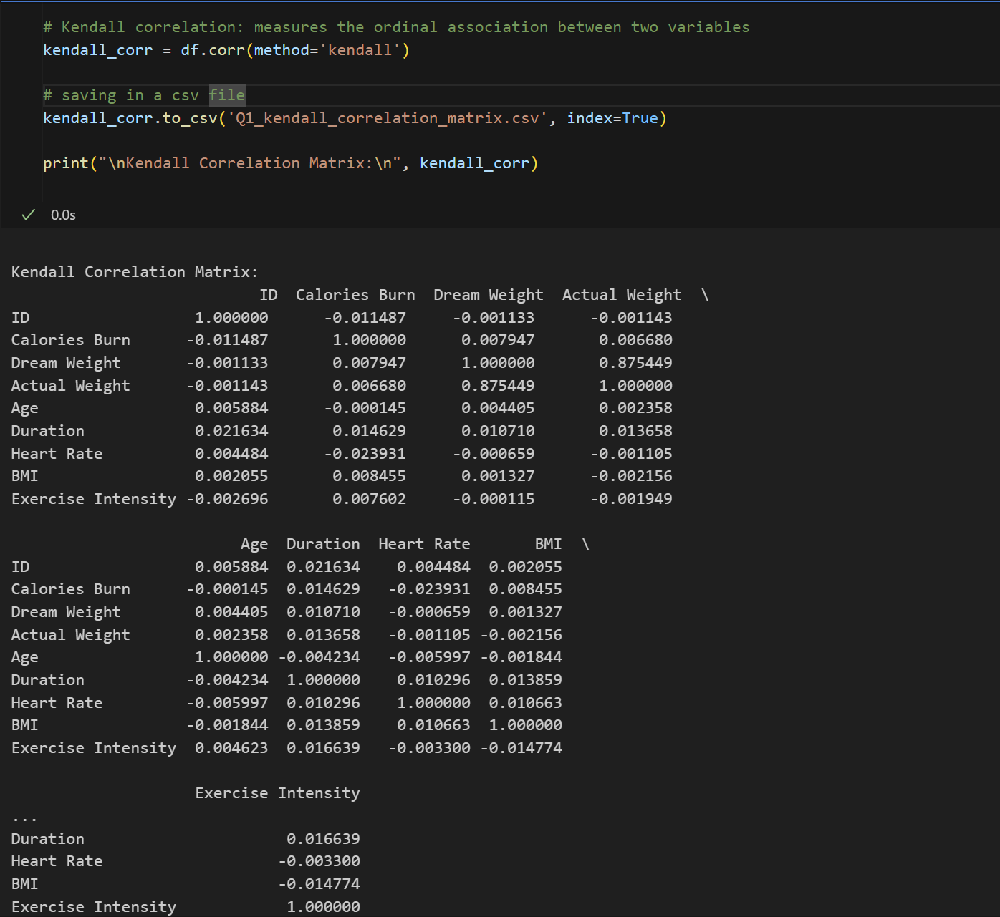 # Kendall correlation: measures the ordinal association between two variables
kendall_corr = df.corr(method='kendall')
# saving in a csv file
kendall_corr.to_csv('Q1_kendall_correlation_matrix.csv', index=True)
print("\nKendall Correlation Matrix:\n", kendall_corr)
0.0s
Kendall Correlation Matrix:
ID Calories Burn Dream Weight Actual Weight \
ID 1.000000 -0.011487 -0.001133 -0.001143
Calories Burn -0.011487 1.000000 0.007947 0.006680
Dream Weight -0.001133 0.007947 1.000000 0.875449
Actual Weight -0.001143 0.006680 0.875449 1.000000
Age 0.005884 -0.000145 0.004405 0.002358
Duration 0.021634 0.014629 0.010710 0.013658
Heart Rate 0.004484 -0.023931 -0.000659 -0.001105
BMI 0.002055 0.008455 0.001327 -0.002156
Exercise Intensity -0.002696 0.007602 -0.000115 -0.001949
Age Duration Heart Rate BMI \
ID 0.005884 0.021634 0.004484 0.002055
Calories Burn -0.000145 0.014629 -0.023931 0.008455
Dream Weight 0.004405 0.010710 -0.000659 0.001327
Actual Weight 0.002358 0.013658 -0.001105 -0.002156
Age 1.000000 -0.004234 -0.005997 -0.001844
Duration -0.004234 1.000000 0.010296 0.013859
Heart Rate -0.005997 0.010296 1.000000 0.010663
BMI -0.001844 0.013859 0.010663 1.000000
Exercise Intensity 0.004623 0.016639 -0.003300 -0.014774
Exercise Intensity
...
Duration 0.016639
Heart Rate -0.003300
BMI -0.014774
Exercise Intensity 1.000000